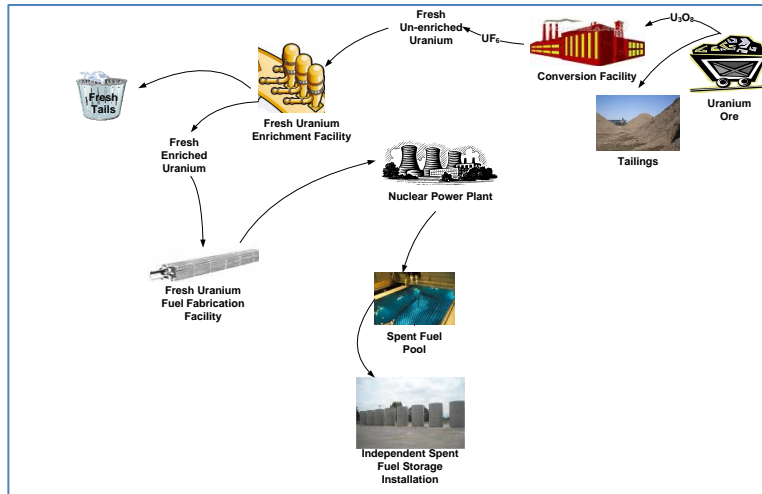 U₃O₈
Uranium
Ore
Tailings
Conversion Facility
UF₆
Fresh
Un-enriched
Uranium
Fresh Uranium
Enrichment Facility
Fresh
Tails
Fresh
Enriched
Uranium
Fresh Uranium
Fuel Fabrication
Facility
Nuclear Power Plant
Spent Fuel
Pool
Independent Spent
Fuel Storage
Installation